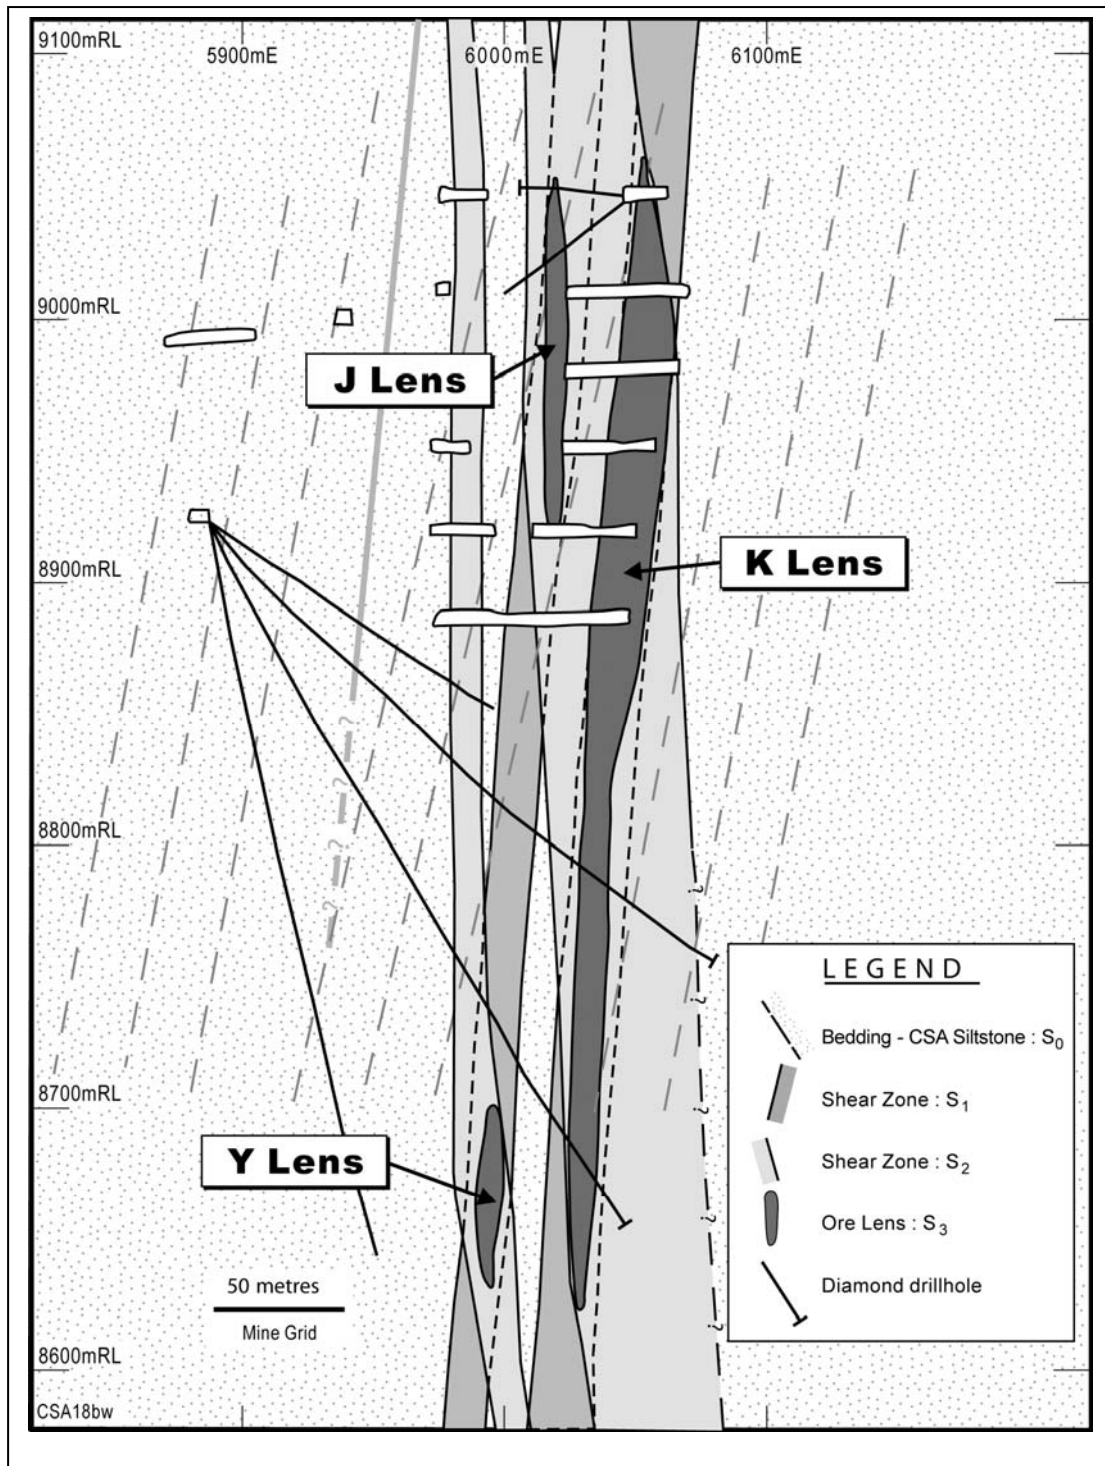 9100mRL
5900mE
6000mE
6100mE
9000mRL
J Lens
8900mRL
K Lens
?
8800mRL
?
?
?
?
8700mRL
?
Y Lens
?
?
50 metres
Mine Grid
8600mRL
CSA18bw
LEGEND
Bedding - CSA Siltstone : S0
Shear Zone : S1
Shear Zone : S2
Ore Lens : S3
Diamond drillhole